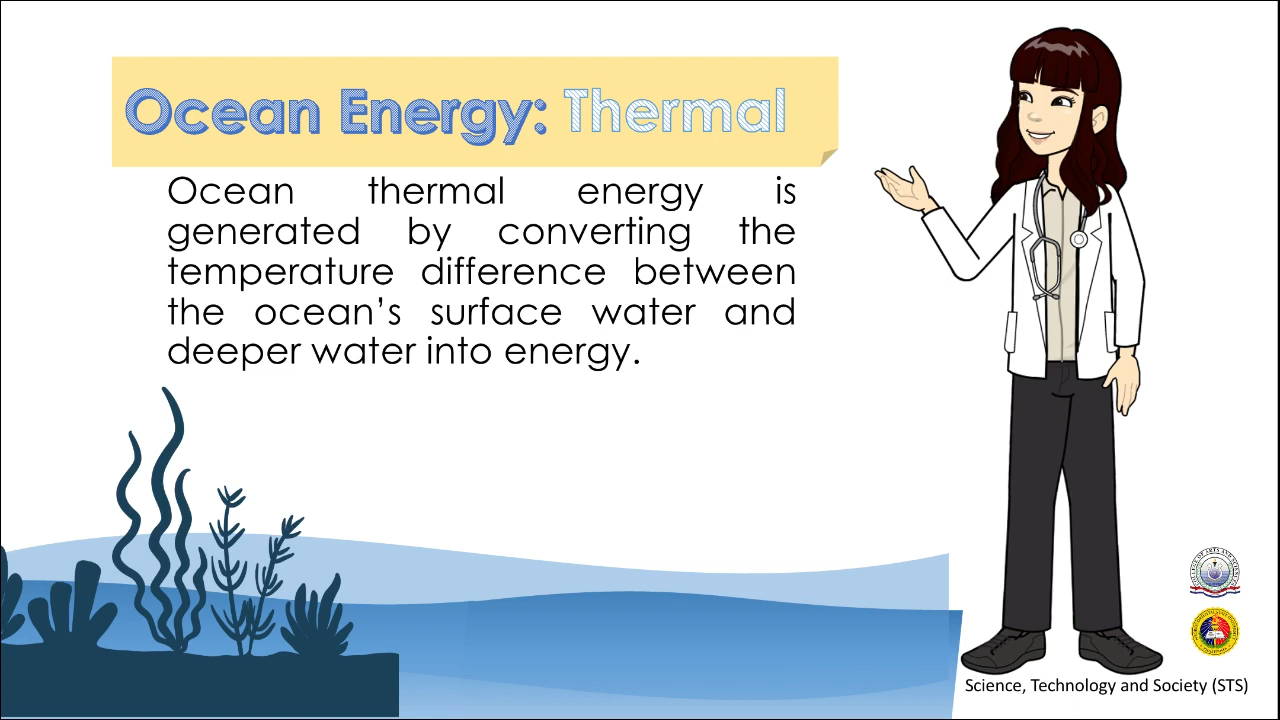 Ocean Energy: Thermal
Ocean thermal energy is
generated by converting the
temperature difference between
the ocean’s surface water and
deeper water into energy.
Science, Technology and Society (STS)